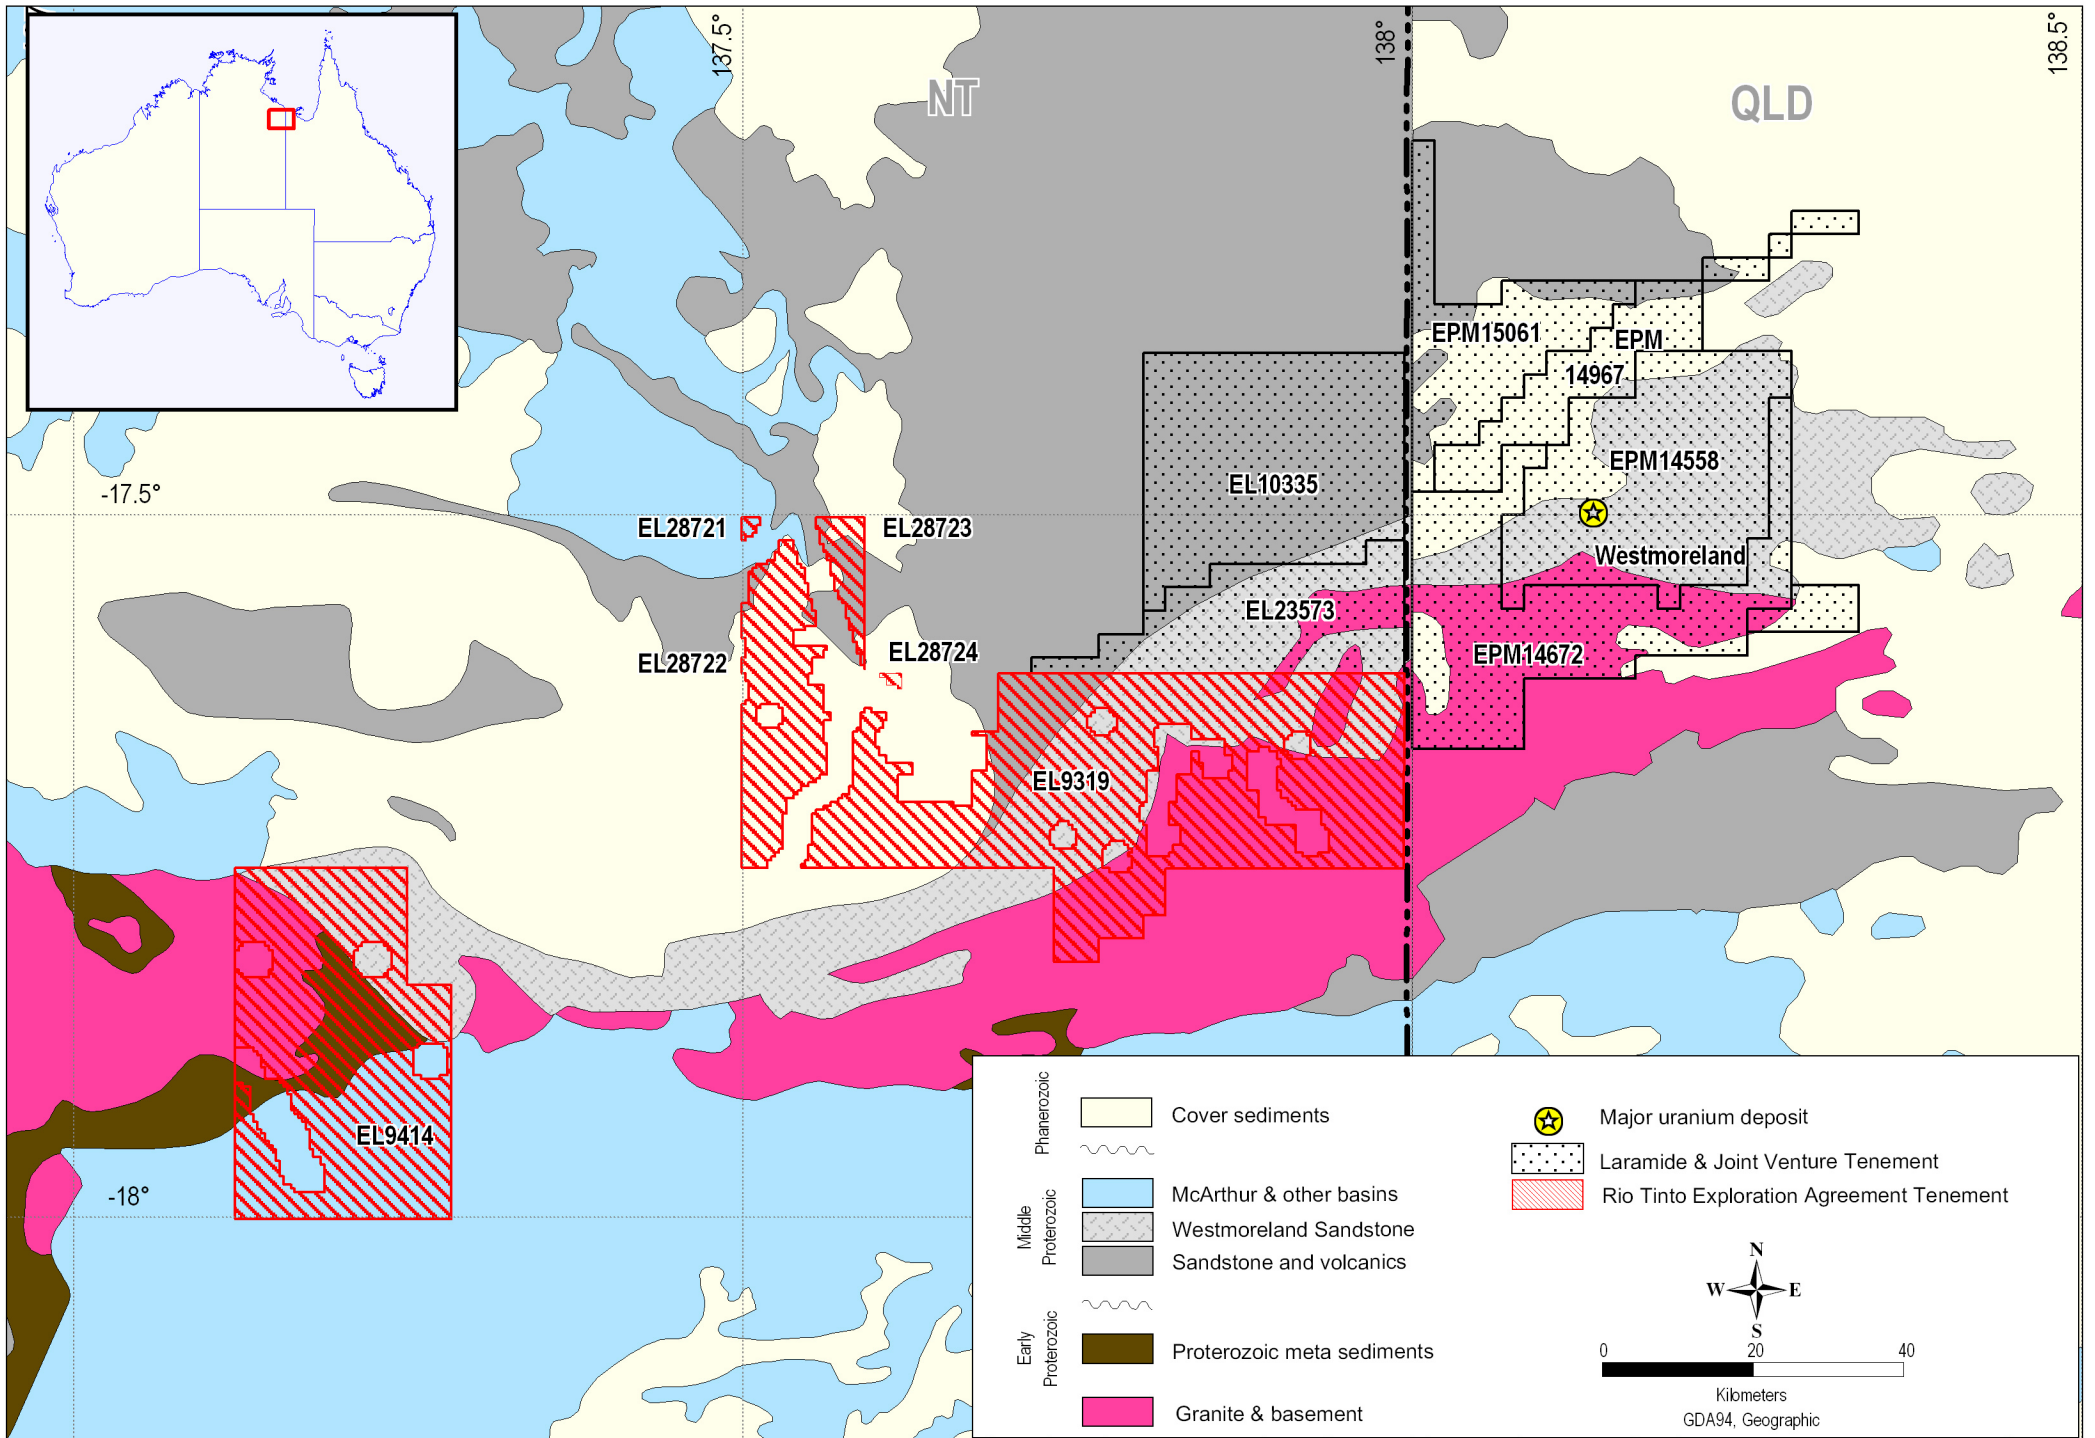 137.5°
138°
138.5°
NT
QLD
EPM15061
EPM
14967
EPM14558
-17.5°
EL10335
EL28721
EL28723
Westmoreland
EL23573
EL28724
EL28722
EPM14672
EL9319
EL9414
-18°
Phanerozoic
Cover sediments
Middle
Proterozoic
McArthur & other basins
Westmoreland Sandstone
Sandstone and volcanics
Early
Proterozoic
Proterozoic meta sediments
Granite & basement
Major uranium deposit
Laramide & Joint Venture Tenement
Rio Tinto Exploration Agreement Tenement
N
W E
S
0 20 40
Kilometers
GDA94, Geographic